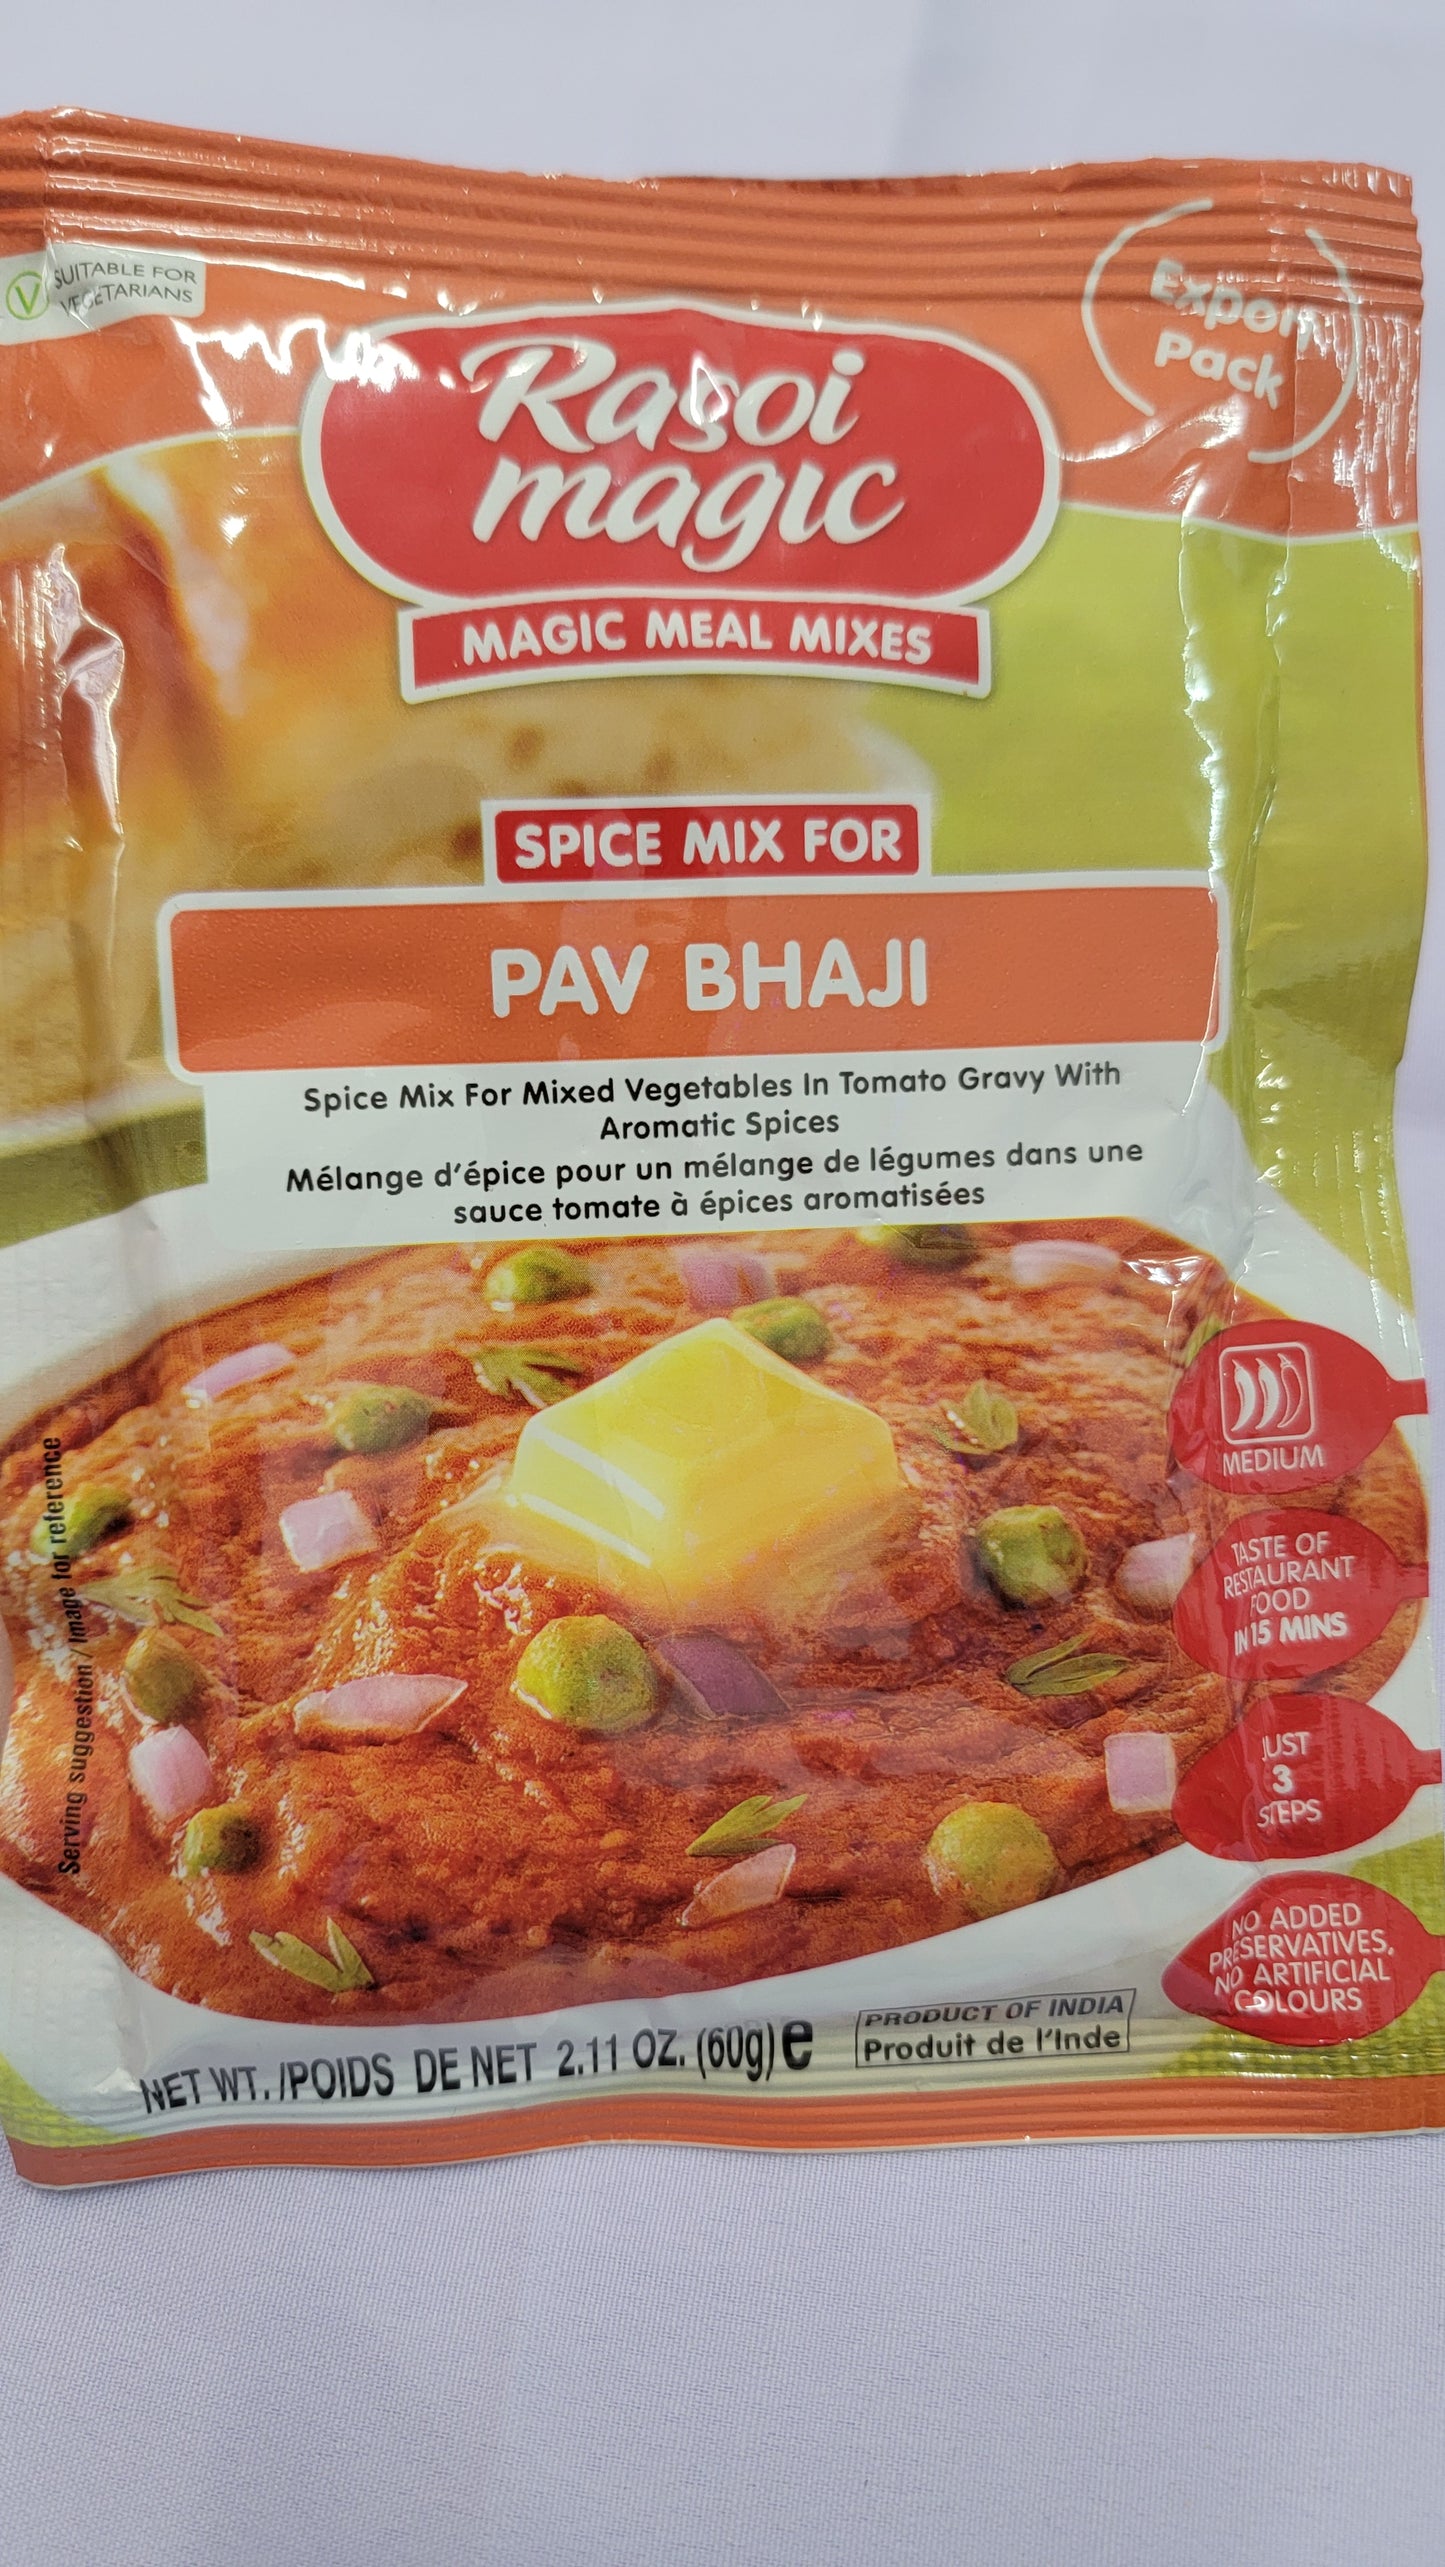 SUITABLE FOR
VEGETARIANS
Export
Pack
Rasoi
magic
MAGIC MEAL MIXES
SPICE MIX FOR
PAV BHAJI
Spice Mix For Mixed Vegetables In Tomato Gravy With
Aromatic Spices
Mélange d'épice pour un mélange de légumes dans une
sauce tomate à épices aromatisées
MEDIUM
TASTE OF
RESTAURANT
FOOD
IN 15 MINS
JUST
3
STEPS
NO ADDED
PRESERVATIVES,
NO ARTIFICIAL
COLOURS
Serving suggestion / Image for reference
NET WT. /POIDS DE NET 2.11 OZ. (60g) e
PRODUCT OF INDIA
Produit de l'Inde